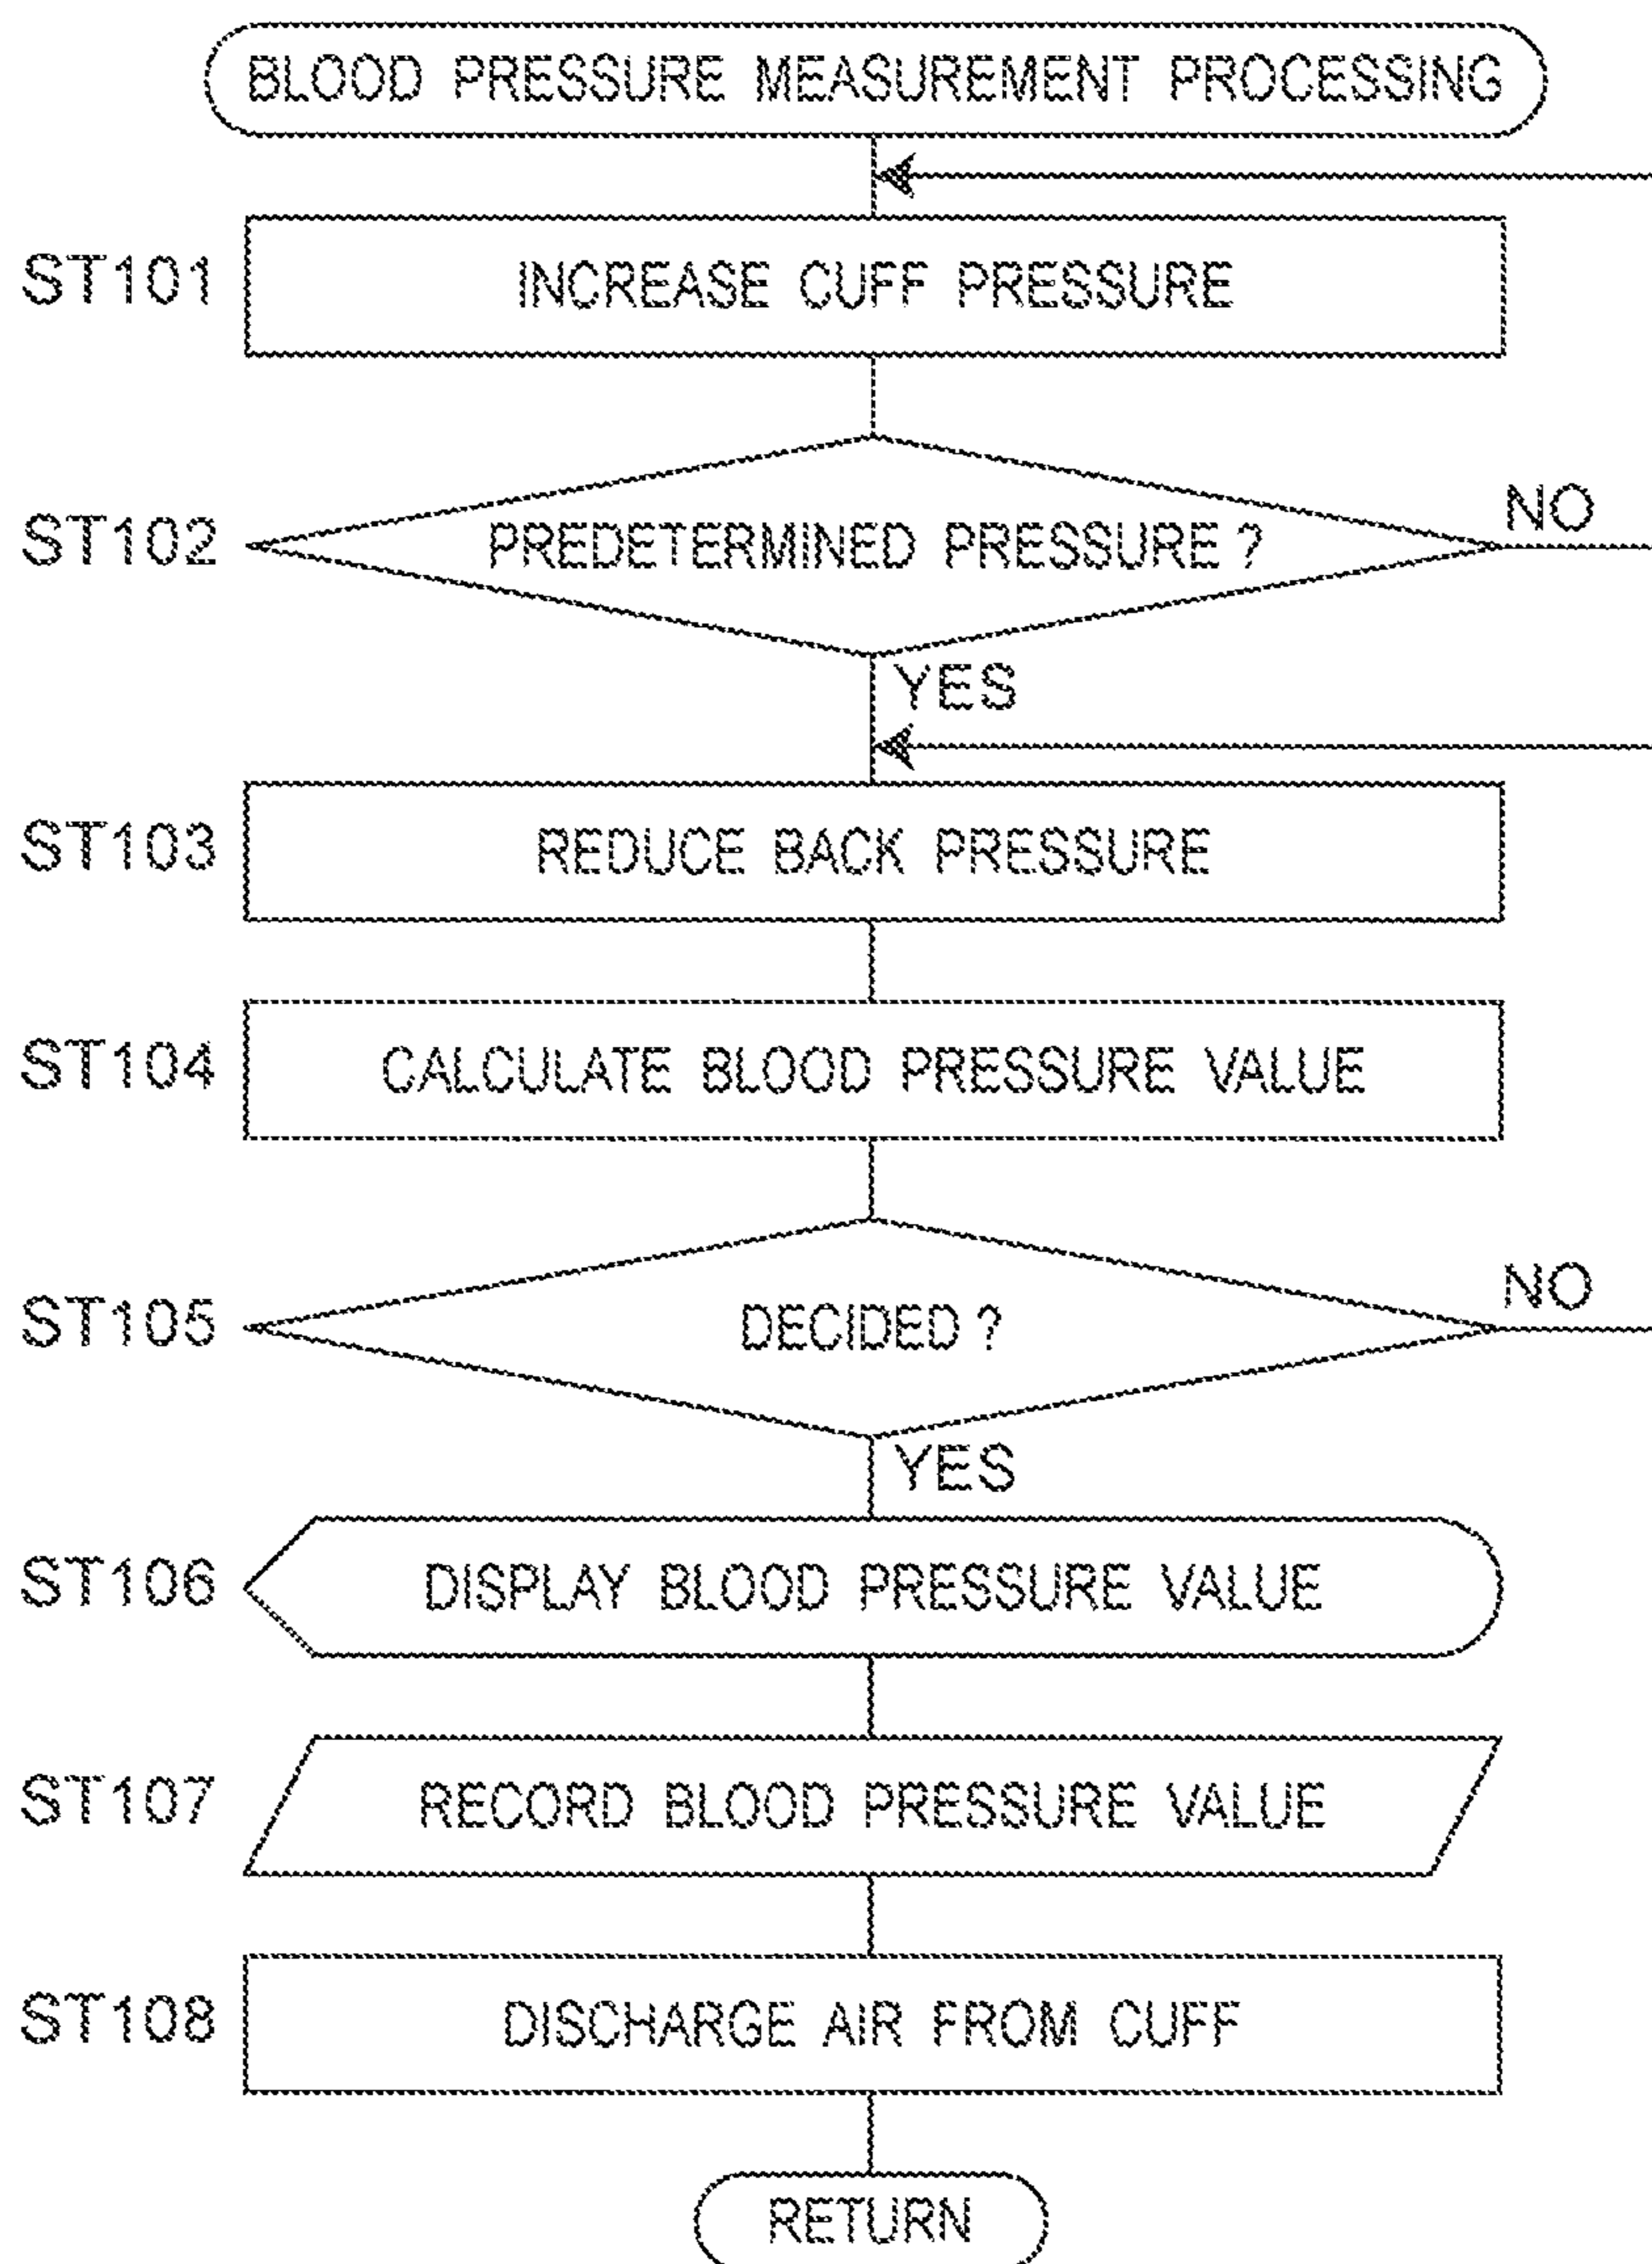 BLOOD PRESSURE MEASUREMENT PROCESSING
ST101 INCREASE CUFF PRESSURE
ST102 PREDETERMINED PRESSURE ? NO
YES
ST103 REDUCE BACK PRESSURE
ST104 CALCULATE BLOOD PRESSURE VALUE
ST105 DECIDED ? NO
YES
ST106 DISPLAY BLOOD PRESSURE VALUE
ST107 RECORD BLOOD PRESSURE VALUE
ST108 DISCHARGE AIR FROM CUFF
RETURN